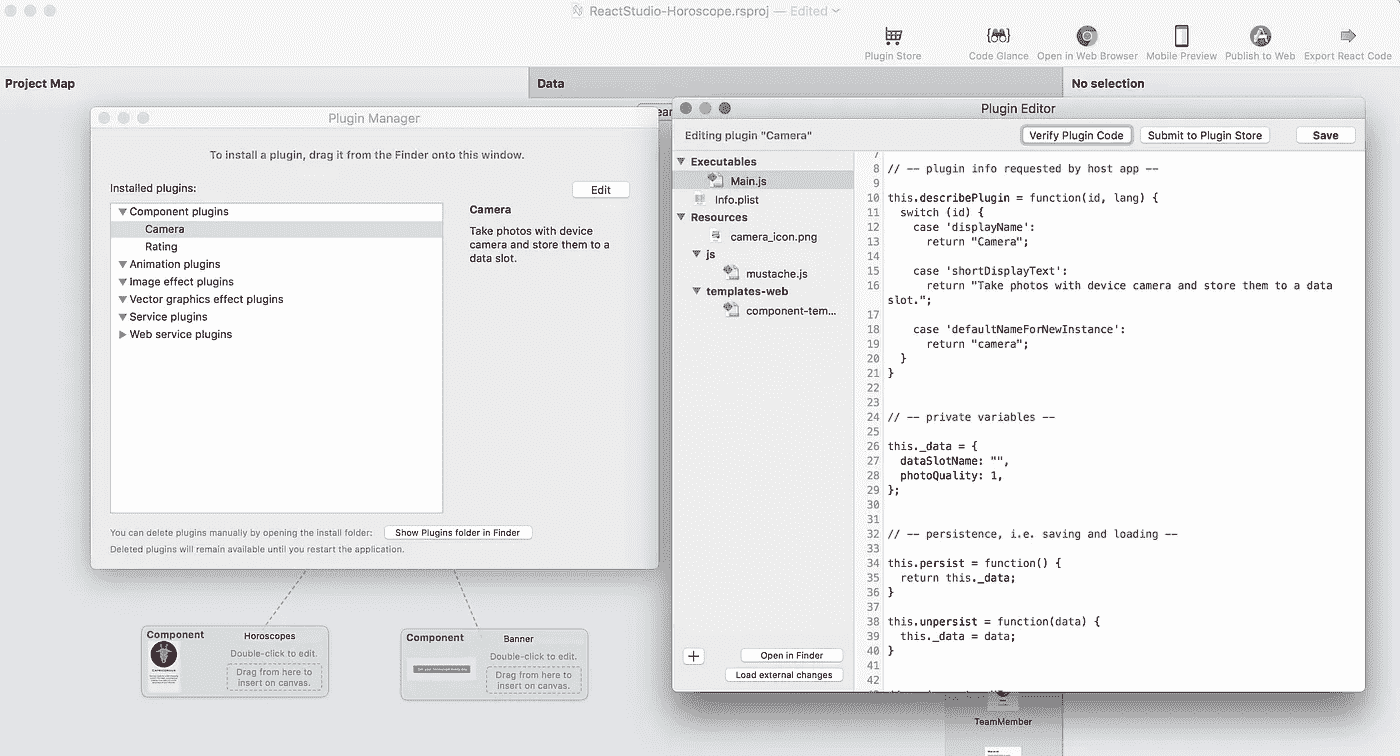 ReactStudio-Horoscope.rsproj — Edited
Plugin Store
Code Glance
Open in Web Browser
Mobile Preview
Publish to Web
Export React Code
Project Map
Data
No selection
Plugin Manager
To install a plugin, drag it from the Finder onto this window.
Installed plugins:
Edit
Component plugins
Camera
Rating
Animation plugins
Image effect plugins
Vector graphics effect plugins
Service plugins
Web service plugins
Camera
Take photos with device
camera and store them to a
data slot.
You can delete plugins manually by opening the install folder:
Show Plugins folder in Finder
Deleted plugins will remain available until you restart the application.
Component
Horoscopes
Double-click to edit.
Drag from here to
insert on canvas.
Component
Banner
Double-click to edit.
Drag from here to
insert on canvas.
Plugin Editor
Editing plugin "Camera"
Verify Plugin Code
Submit to Plugin Store
Save
Executables
Main.js
Info.plist
Resources
camera_icon.png
js
mustache.js
templates-web
component-tem...
Open in Finder
Load external changes
7
8 // -- plugin info requested by host app --
9
10 this.describePlugin = function(id, lang) {
11 switch (id) {
12 case 'displayName':
13 return "Camera";
14
15 case 'shortDisplayText':
16 return "Take photos with device camera and store them to a data
slot.";
17
18 case 'defaultNameForNewInstance':
19 return "camera";
20 }
21 }
22
23
24 // -- private variables --
25
26 this._data = {
27 dataSlotName: "",
28 photoQuality: 1,
29 };
30
31
32 // -- persistence, i.e. saving and loading --
33
34 this.persist = function() {
35 return this._data;
36 }
37
38 this.unpersist = function(data) {
39 this._data = data;
40 }
41
42
TeamMember